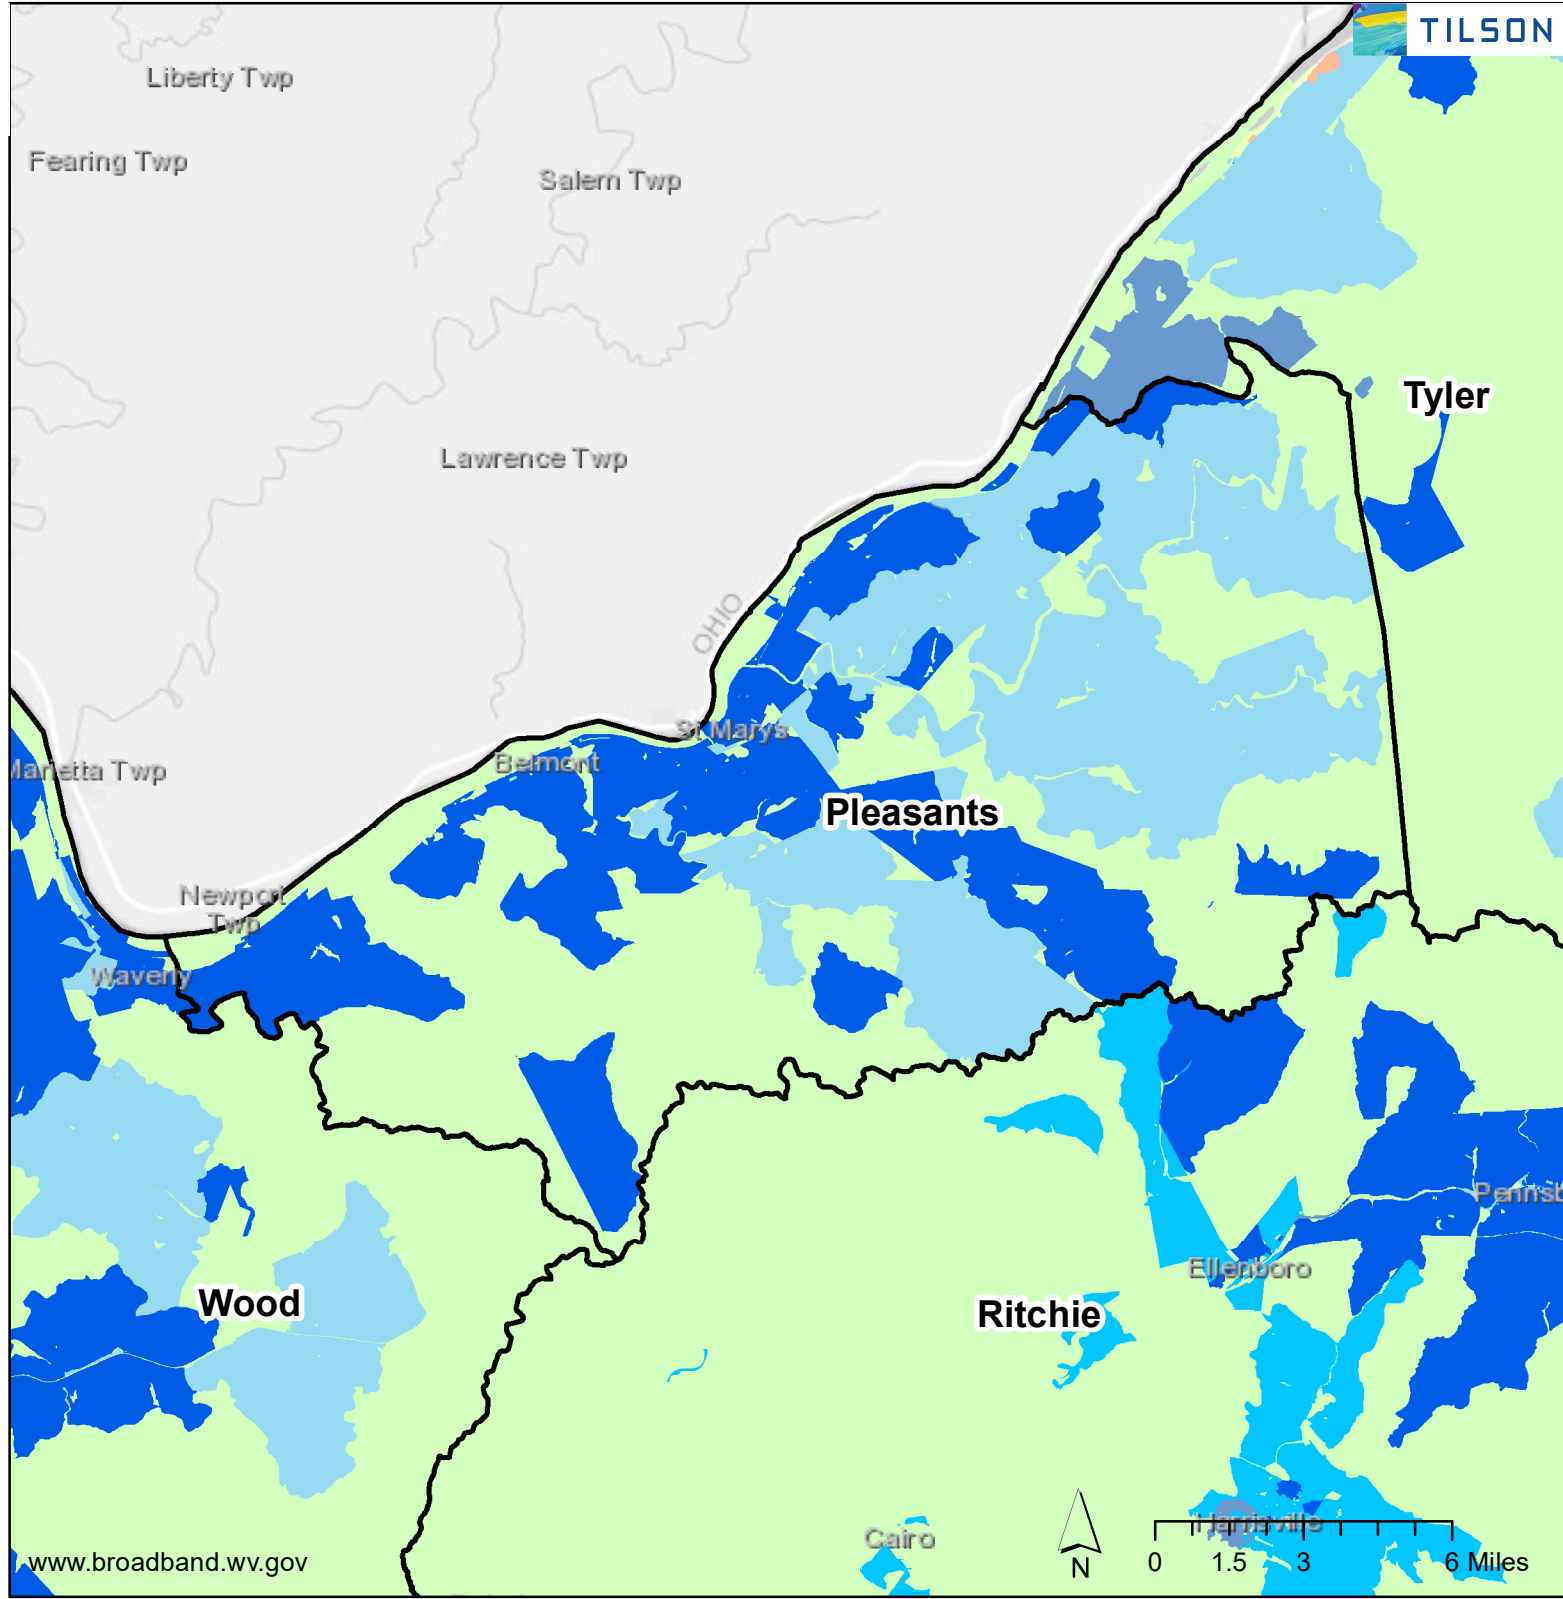 TILSON
Liberty Twp
Fearing Twp
Salem Twp
Tyler
Lawrence Twp
OHIO
St Marys
Belmont
Marietta Twp
Pleasants
Newport
Twp
Waverly
Ellenboro
Wood
Ritchie
Harrisville
Cairo
N
0 1.5 3 6 Miles
www.broadband.wv.gov